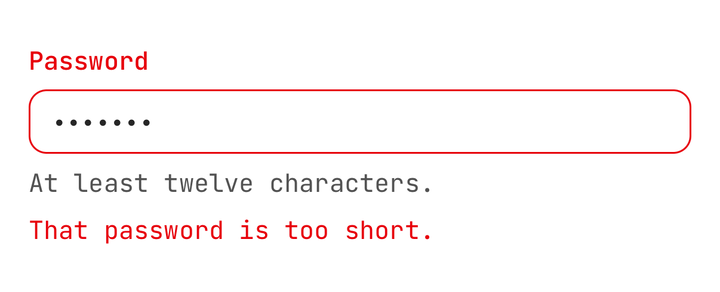 Password
•••••••
At least twelve characters.
That password is too short.